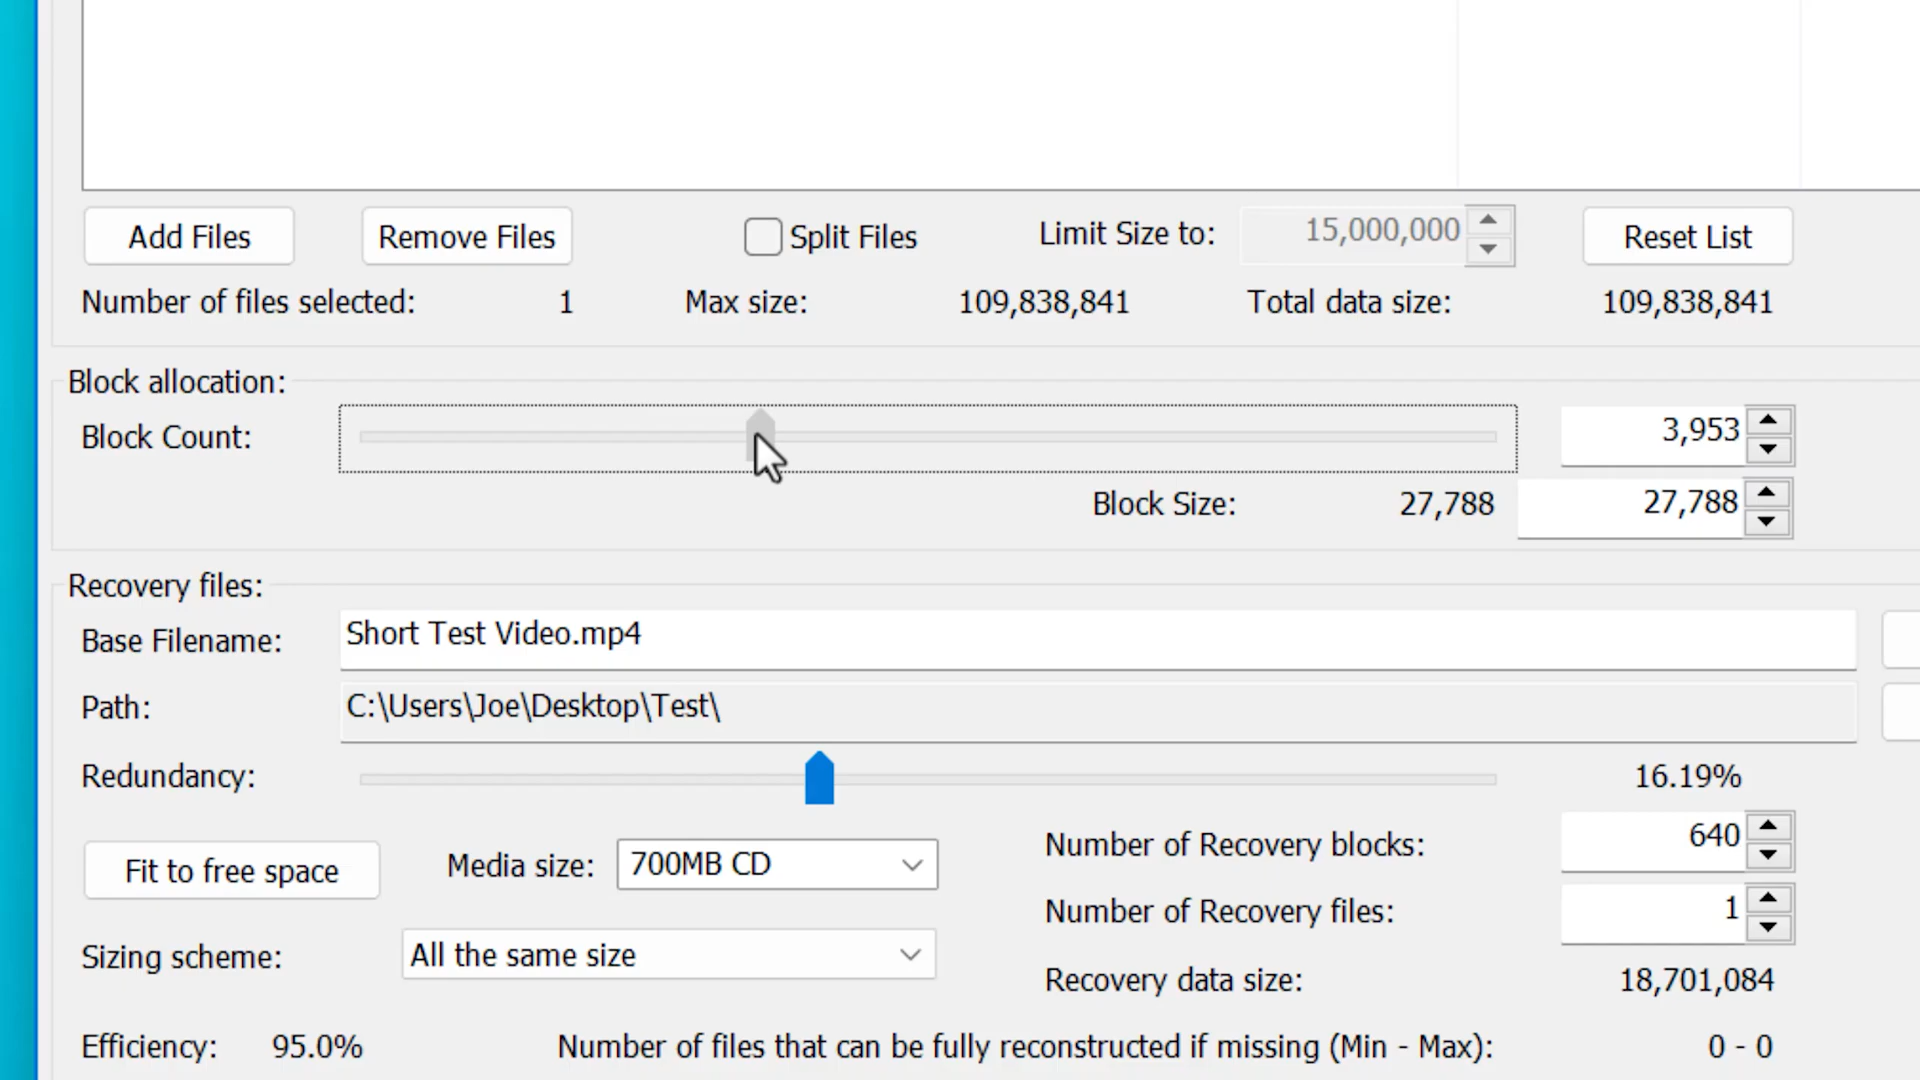 Add Files Remove Files Split Files Limit Size to: 15,000,000 Reset List
Number of files selected: 1 Max size: 109,838,841 Total data size: 109,838,841
Block allocation:
Block Count: 3,953
Block Size: 27,788 27,788
Recovery files:
Base Filename: Short Test Video.mp4
Path: C:\Users\Joe\Desktop\Test\
Redundancy: 16.19%
Fit to free space Media size: 700MB CD Number of Recovery blocks: 640
Number of Recovery files: 1
Sizing scheme: All the same size
Recovery data size: 18,701,084
Efficiency: 95.0% Number of files that can be fully reconstructed if missing (Min - Max): 0 - 0